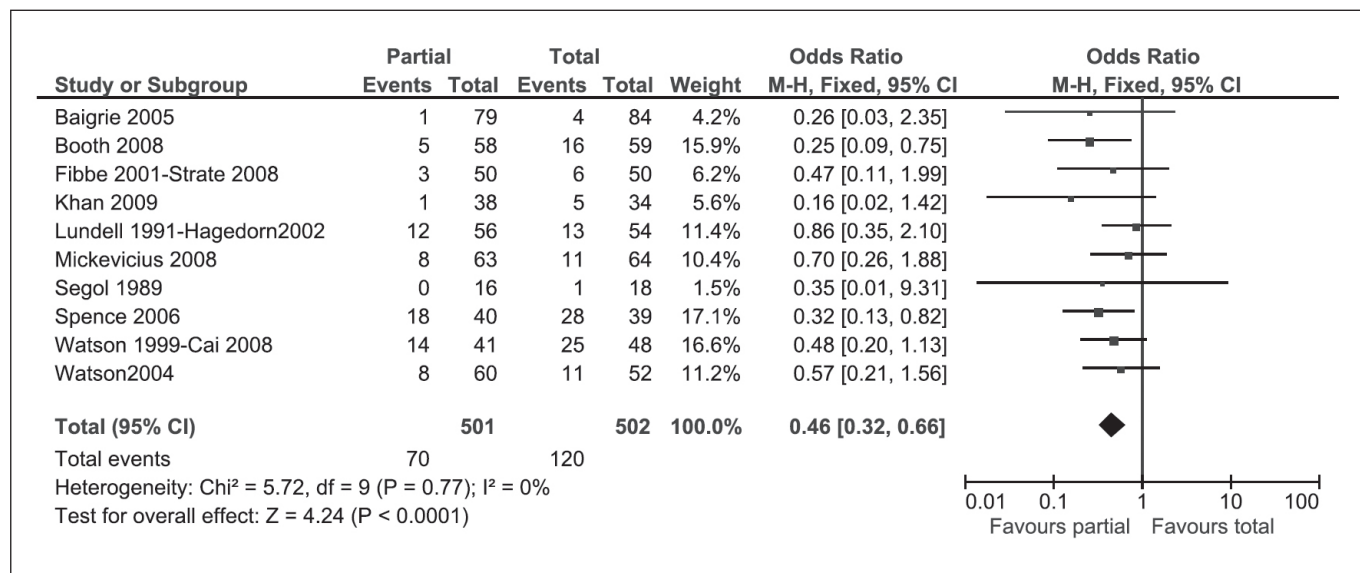 Partial Total Odds Ratio Odds Ratio
Study or Subgroup Events Total Events Total Weight M-H, Fixed, 95% CI M-H, Fixed, 95% CI
Baigrie 2005 1 79 4 84 4.2% 0.26 [0.03, 2.35]
Booth 2008 5 58 16 59 15.9% 0.25 [0.09, 0.75]
Fibbe 2001-Strate 2008 3 50 6 50 6.2% 0.47 [0.11, 1.99]
Khan 2009 1 38 5 34 5.6% 0.16 [0.02, 1.42]
Lundell 1991-Hagedorn2002 12 56 13 54 11.4% 0.86 [0.35, 2.10]
Mickevicius 2008 8 63 11 64 10.4% 0.70 [0.26, 1.88]
Segol 1989 0 16 1 18 1.5% 0.35 [0.01, 9.31]
Spence 2006 18 40 28 39 17.1% 0.32 [0.13, 0.82]
Watson 1999-Cai 2008 14 41 25 48 16.6% 0.48 [0.20, 1.13]
Watson2004 8 60 11 52 11.2% 0.57 [0.21, 1.56]
Total (95% CI) 501 502 100.0% 0.46 [0.32, 0.66]
Total events 70 120
Heterogeneity: Chi² = 5.72, df = 9 (P = 0.77); I² = 0%
Test for overall effect: Z = 4.24 (P < 0.0001)
0.01 0.1 1 10 100
Favours partial Favours total